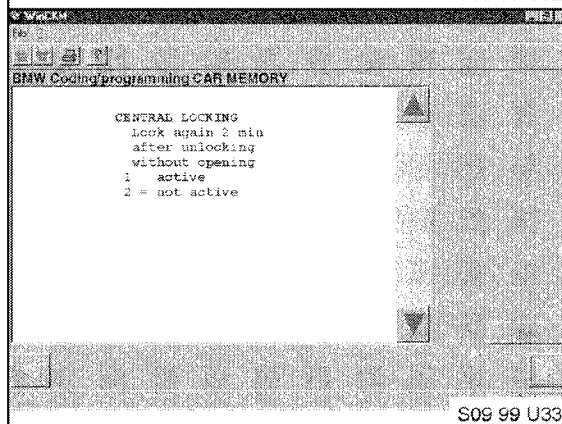 BMW Coding/programming CAR MEMORY
CENTRAL LOCKING
Lock again 2 min
after unlocking
without opening
1 active
2 = not active
S09 99 U33